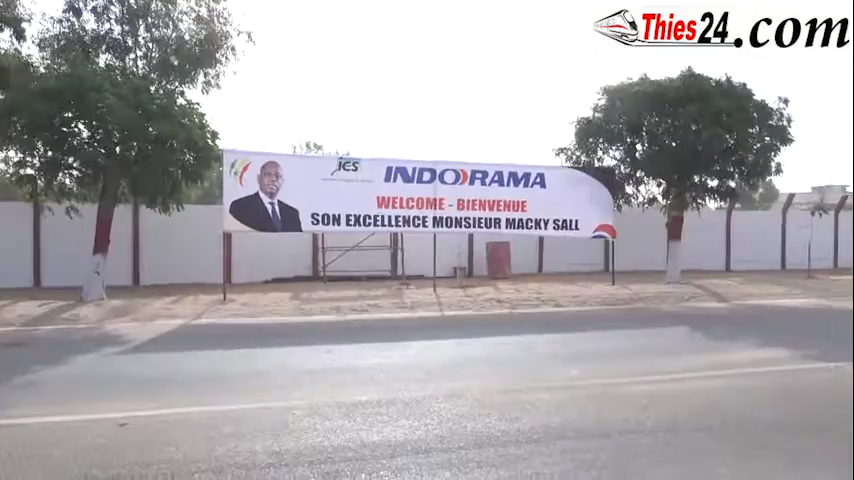 Thies24.com
ics
INDORAMA
WELCOME - BIENVENUE
SON EXCELLENCE MONSIEUR MACKY SALL